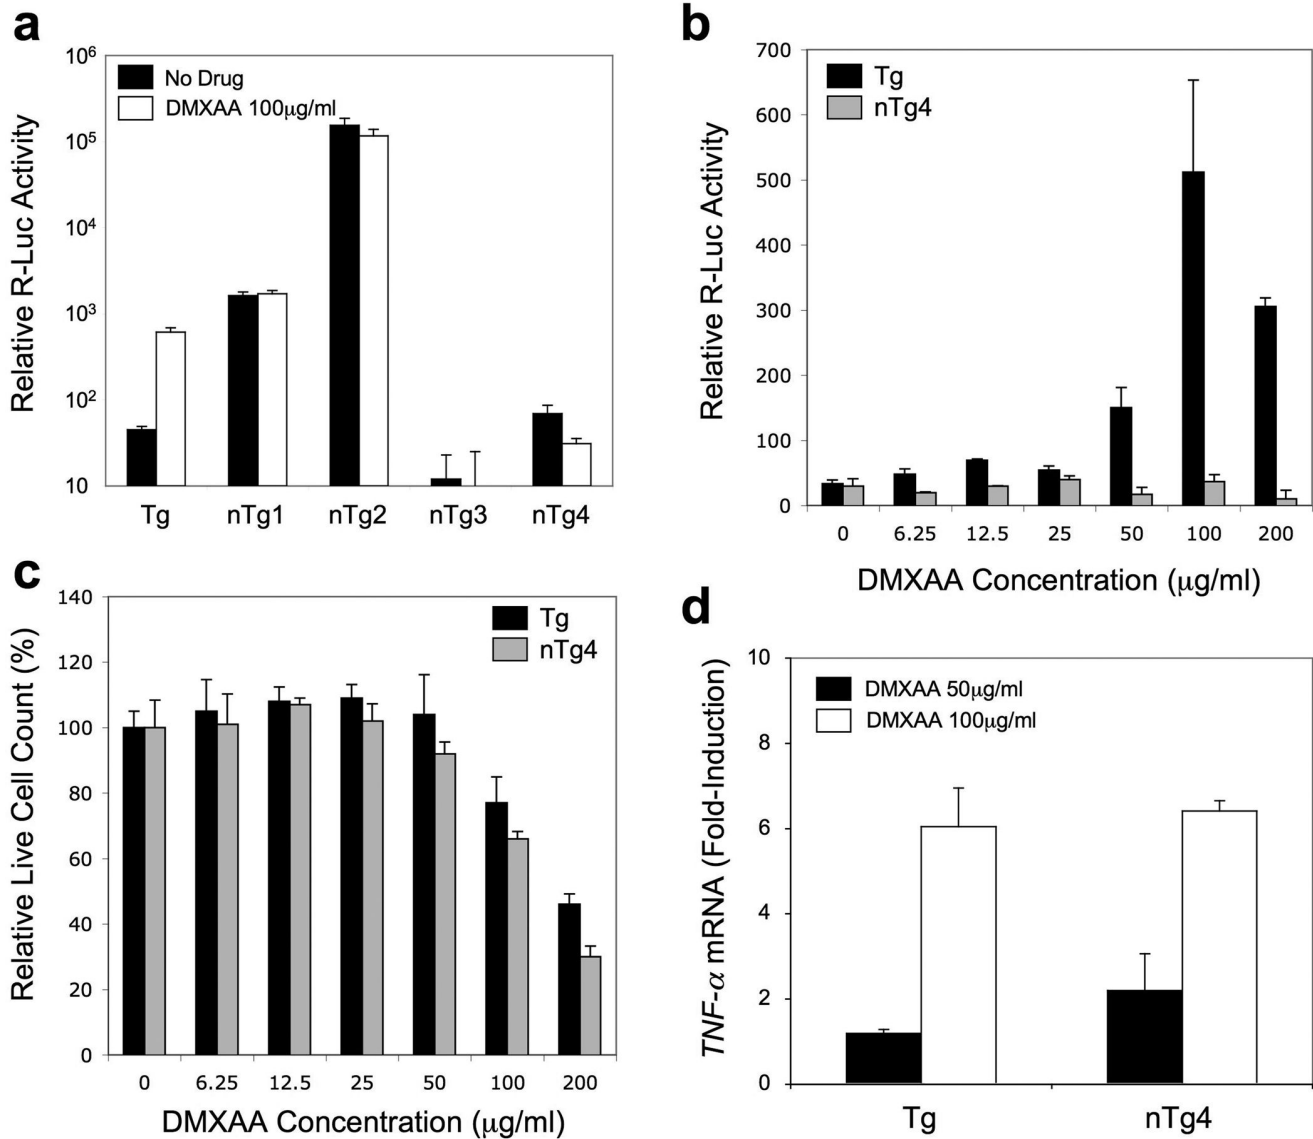 a
Relative R-Luc Activity
10⁶
10⁵
10⁴
10³
10²
10
No Drug
DMXAA 100μg/ml
Tg nTg1 nTg2 nTg3 nTg4
b
Relative R-Luc Activity
700
600
500
400
300
200
100
0
Tg
nTg4
0 6.25 12.5 25 50 100 200
DMXAA Concentration (μg/ml)
c
Relative Live Cell Count (%)
140
120
100
80
60
40
20
0
Tg
nTg4
0 6.25 12.5 25 50 100 200
DMXAA Concentration (μg/ml)
d
TNF-α mRNA (Fold-Induction)
10
8
6
4
2
0
DMXAA 50μg/ml
DMXAA 100μg/ml
Tg nTg4